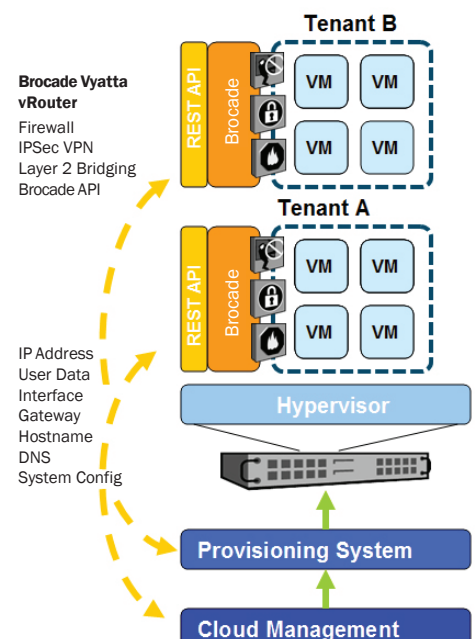 Tenant B
Brocade Vyatta
vRouter
Firewall
IPSec VPN
Layer 2 Bridging
Brocade API
REST API
Brocade
VM
VM
VM
VM
Tenant A
REST API
Brocade
VM
VM
VM
VM
IP Address
User Data
Interface
Gateway
Hostname
DNS
System Config
Hypervisor
Provisioning System
Cloud Management